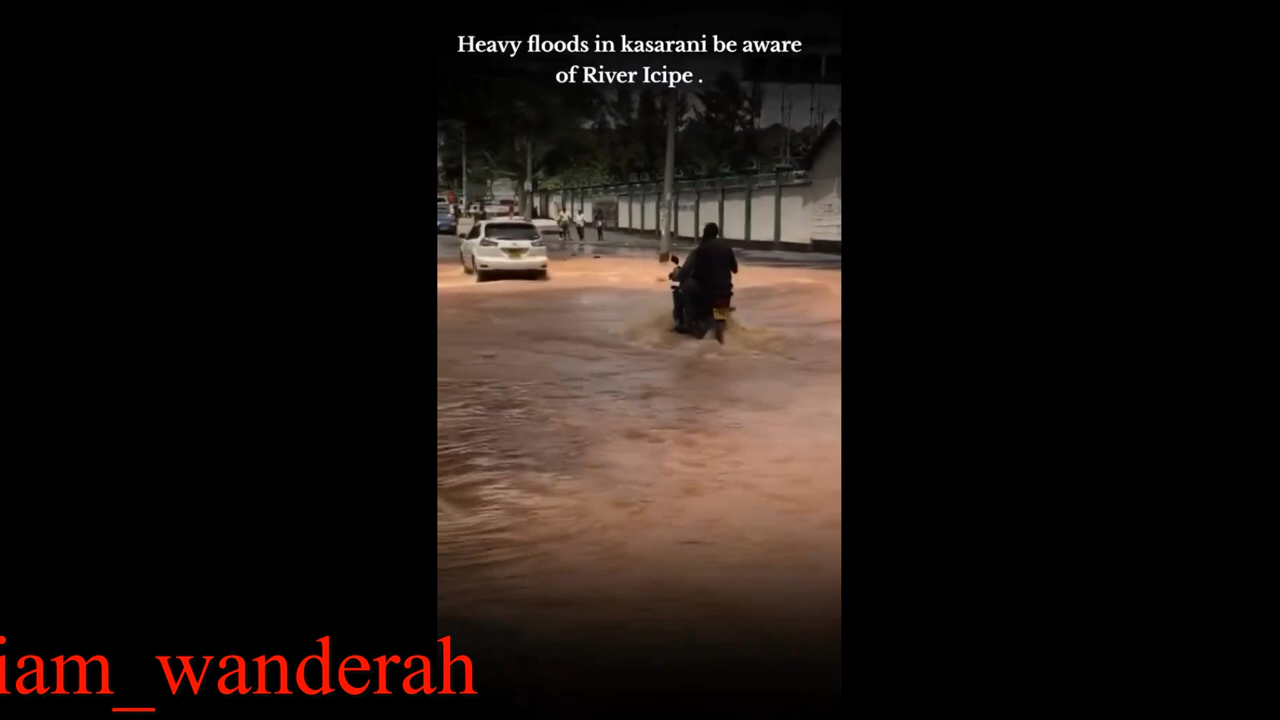 Heavy floods in kasarani be aware
of River Icipe .
iam_wanderah